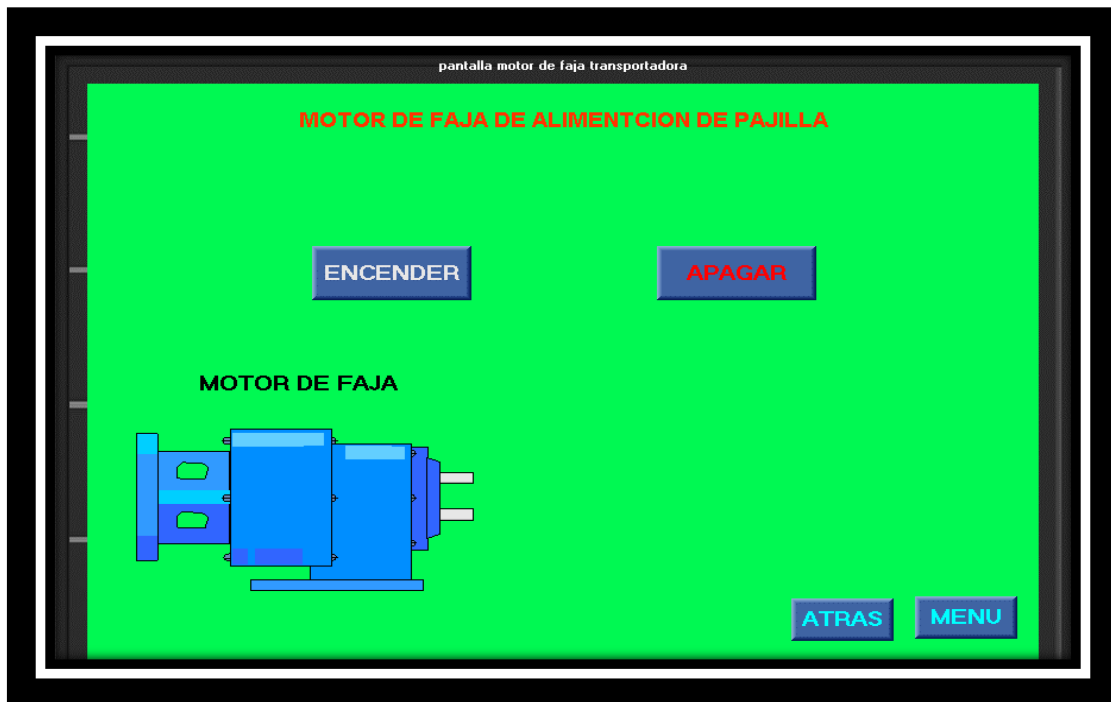 pantalla motor de faja transportadora
MOTOR DE FAJA DE ALIMENTCION DE PAJILLA
ENCENDER
APAGAR
MOTOR DE FAJA
ATRAS
MENU